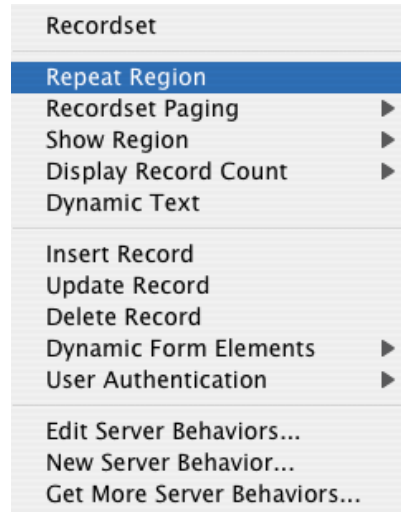 Recordset
Repeat Region
Recordset Paging
Show Region
Display Record Count
Dynamic Text
Insert Record
Update Record
Delete Record
Dynamic Form Elements
User Authentication
Edit Server Behaviors...
New Server Behavior...
Get More Server Behaviors...